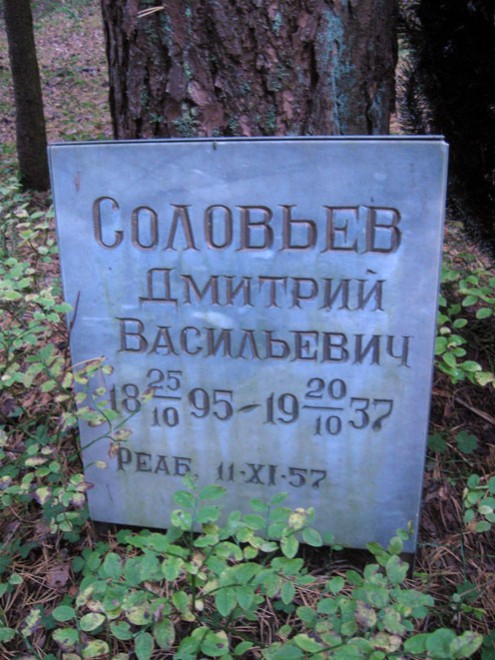 Соловьев
Дмитрий
Васильевич
18 25/10 95 – 19 20/10 37
Реаб. 11·XI·57